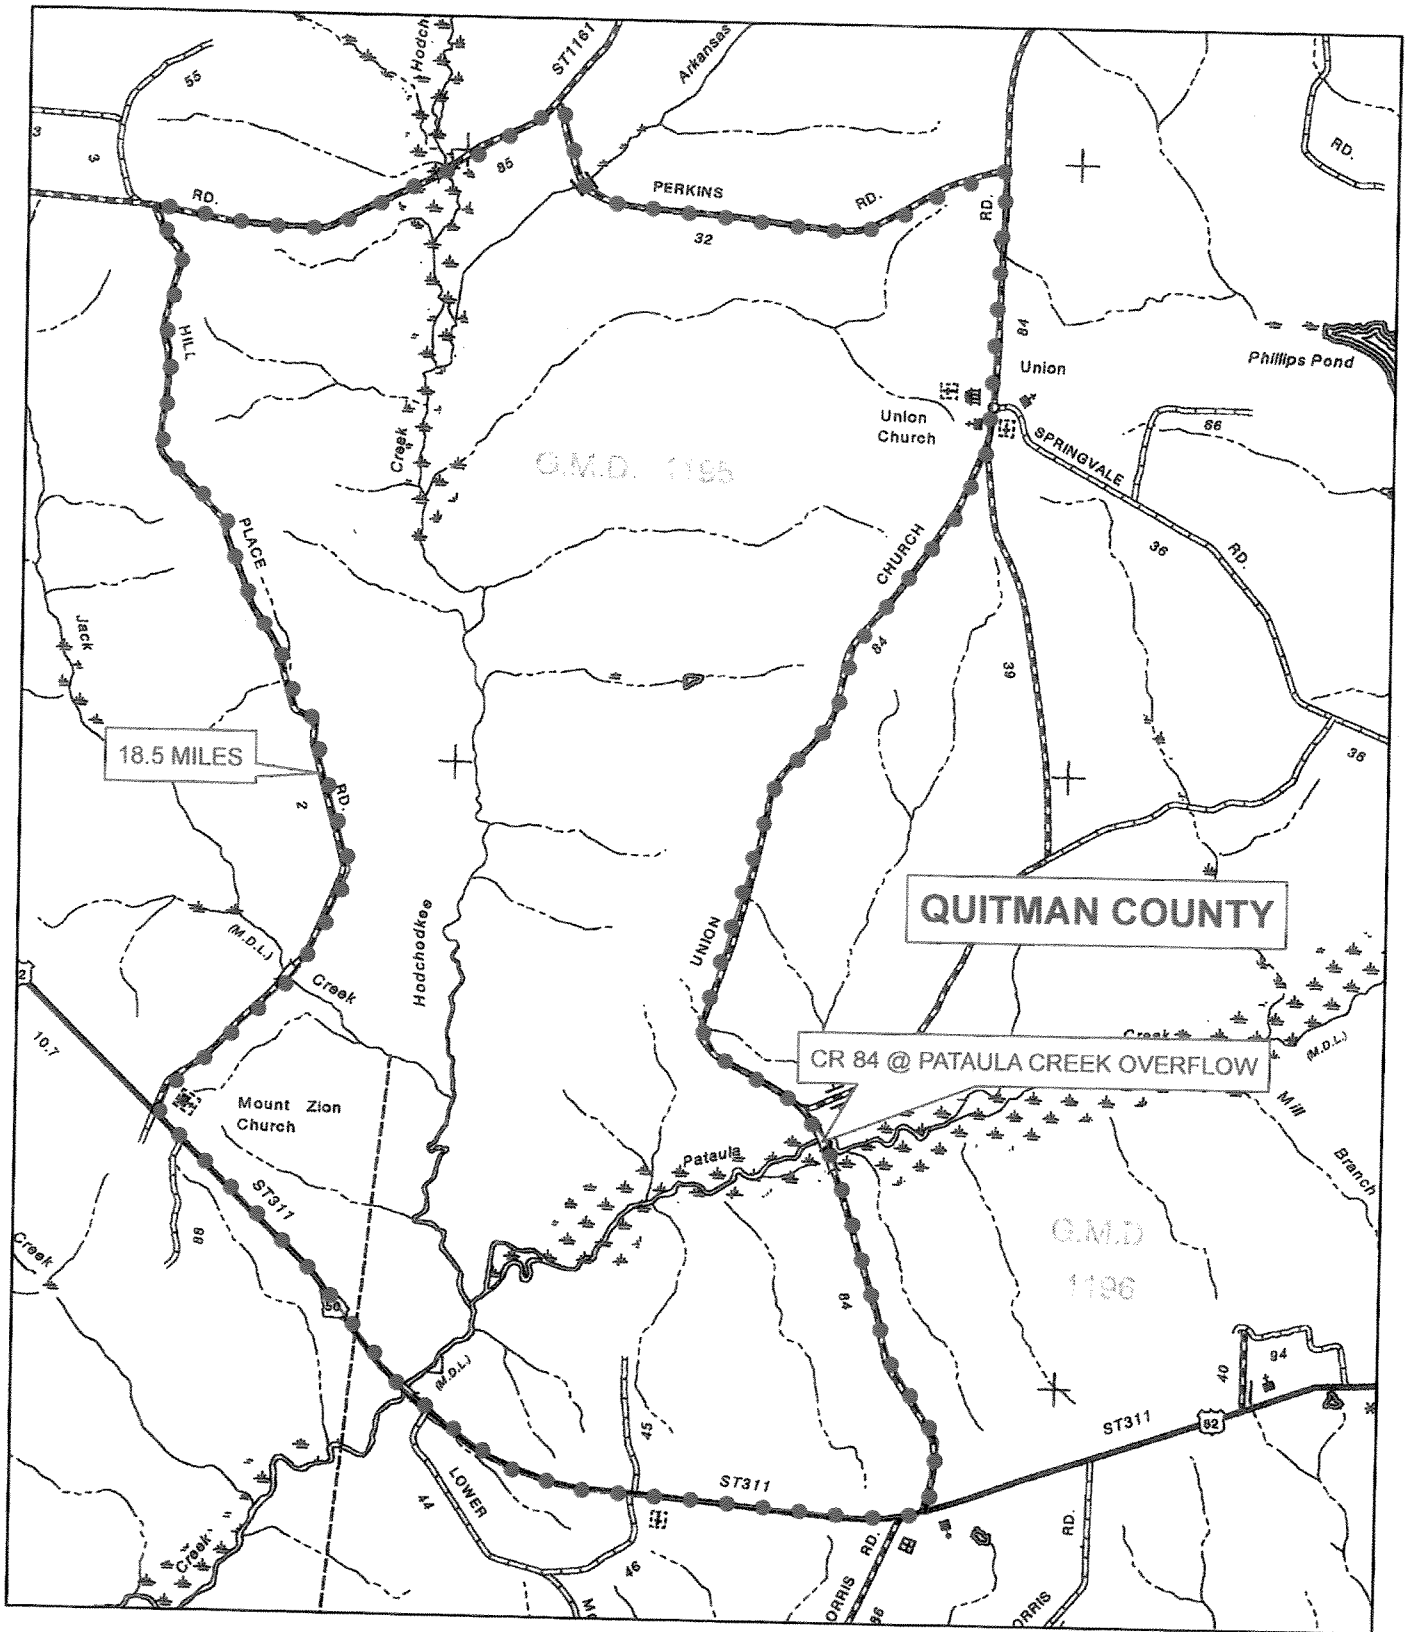 Hodch
ST1161
Arkansas
55
3
3
RD.
85
PERKINS
RD.
32
RD.
RD.
HILL
84
Union
Phillips Pond
Union
Church
66
SPRINGVALE
Creek
G.M.D. 1195
PLACE
CHURCH
36
RD.
Jack
84
39
18.5 MILES
RD.
2
36
QUITMAN COUNTY
(M.D.L.)
Creek
Hodchodkee
UNION
2
10.7
Creek
(M.D.L.)
CR 84 @ PATAULA CREEK OVERFLOW
Mount Zion
Church
Mill
Branch
Pataula
ST311
88
Creek
G.M.D
1196
50
84
(M.D.L.)
94
40
ST311
82
45
LOWER
44
ST311
RD.
RD.
46
Creek
ORRIS
86
ORRIS